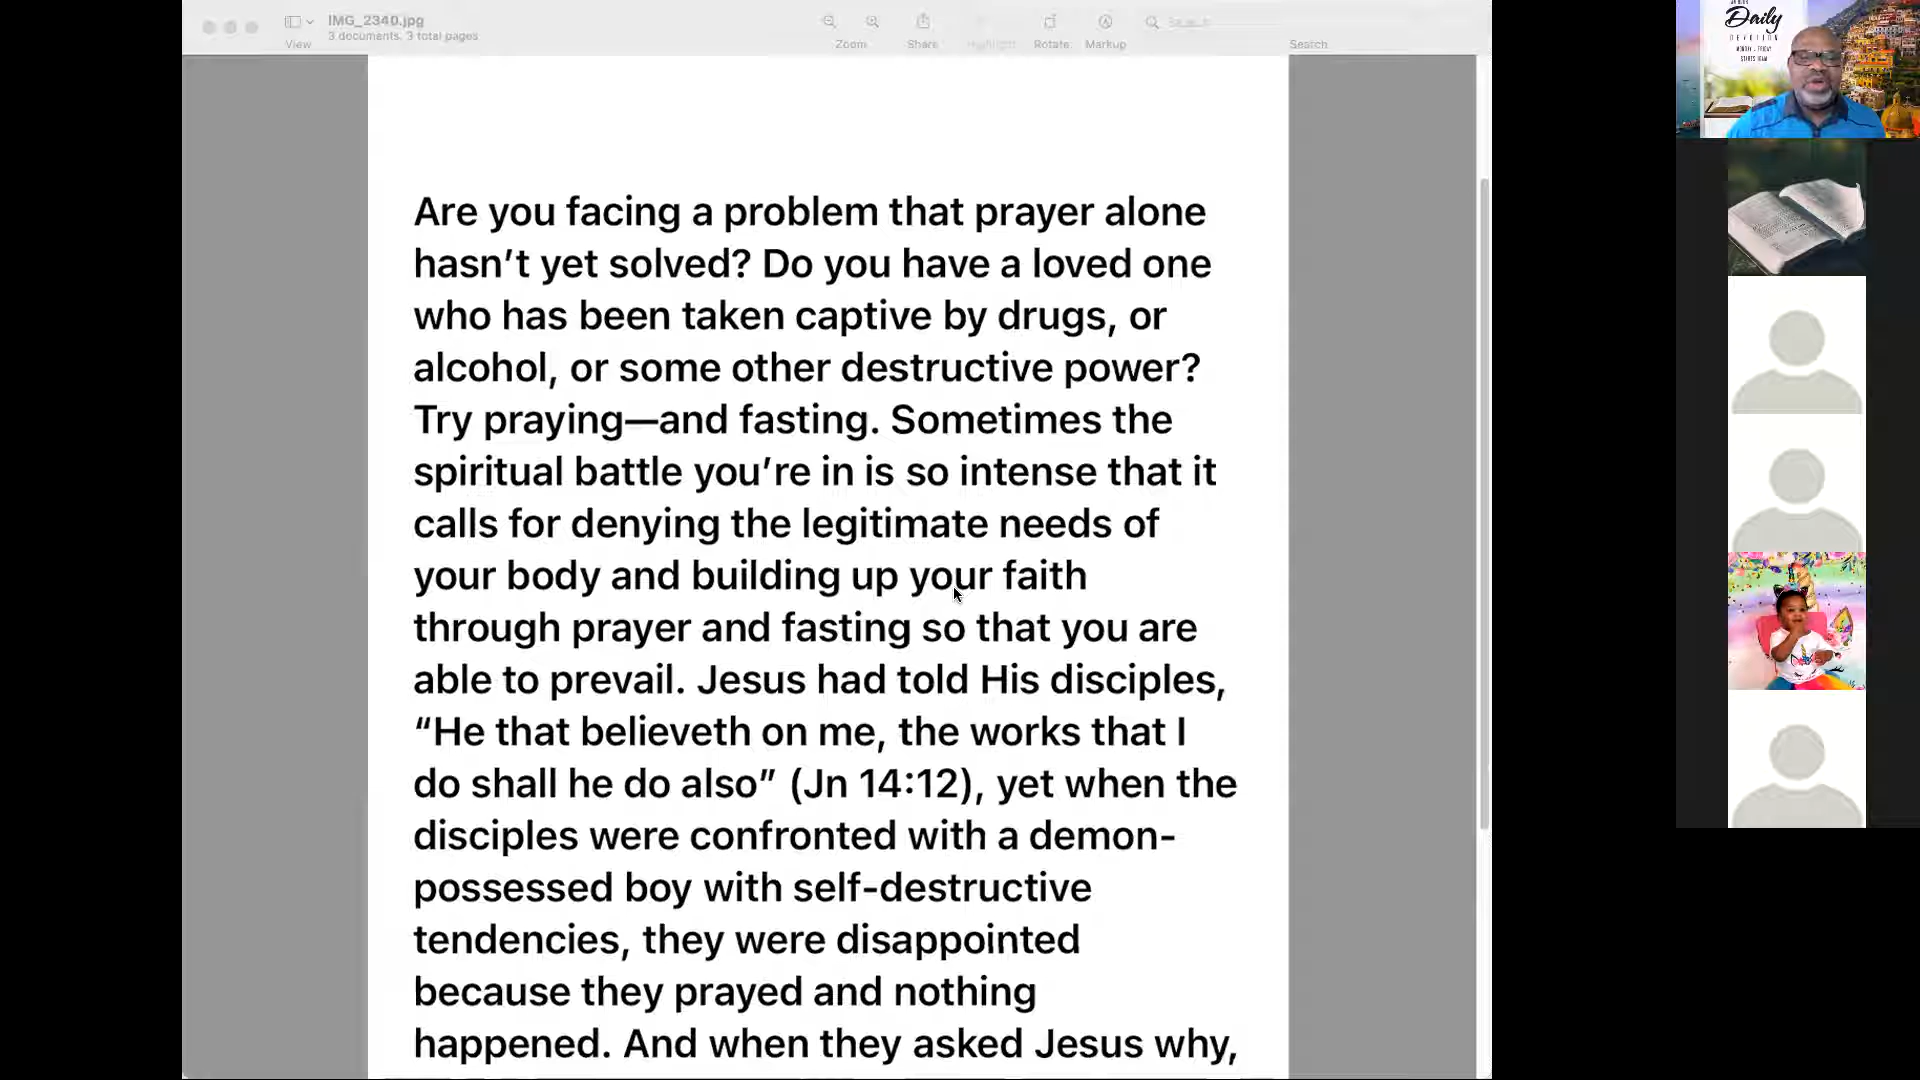 IMG_2340.jpg
3 documents, 3 total pages
View
Zoom
Share
Highlight
Rotate
Markup
Search
Search
Are you facing a problem that prayer alone
hasn’t yet solved? Do you have a loved one
who has been taken captive by drugs, or
alcohol, or some other destructive power?
Try praying—and fasting. Sometimes the
spiritual battle you’re in is so intense that it
calls for denying the legitimate needs of
your body and building up your faith
through prayer and fasting so that you are
able to prevail. Jesus had told His disciples,
“He that believeth on me, the works that I
do shall he do also” (Jn 14:12), yet when the
disciples were confronted with a demon-
possessed boy with self-destructive
tendencies, they were disappointed
because they prayed and nothing
happened. And when they asked Jesus why,
Daily
DEVOTION
MONDAY - FRIDAY
STARTS 10AM